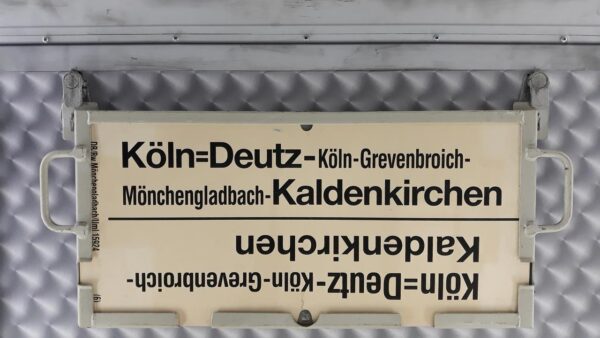 Köln=Deutz-Köln-Grevenbroich-
Mönchengladbach-Kaldenkirchen
Köln=Deutz-Köln-Grevenbroich-
Kaldenkirchen